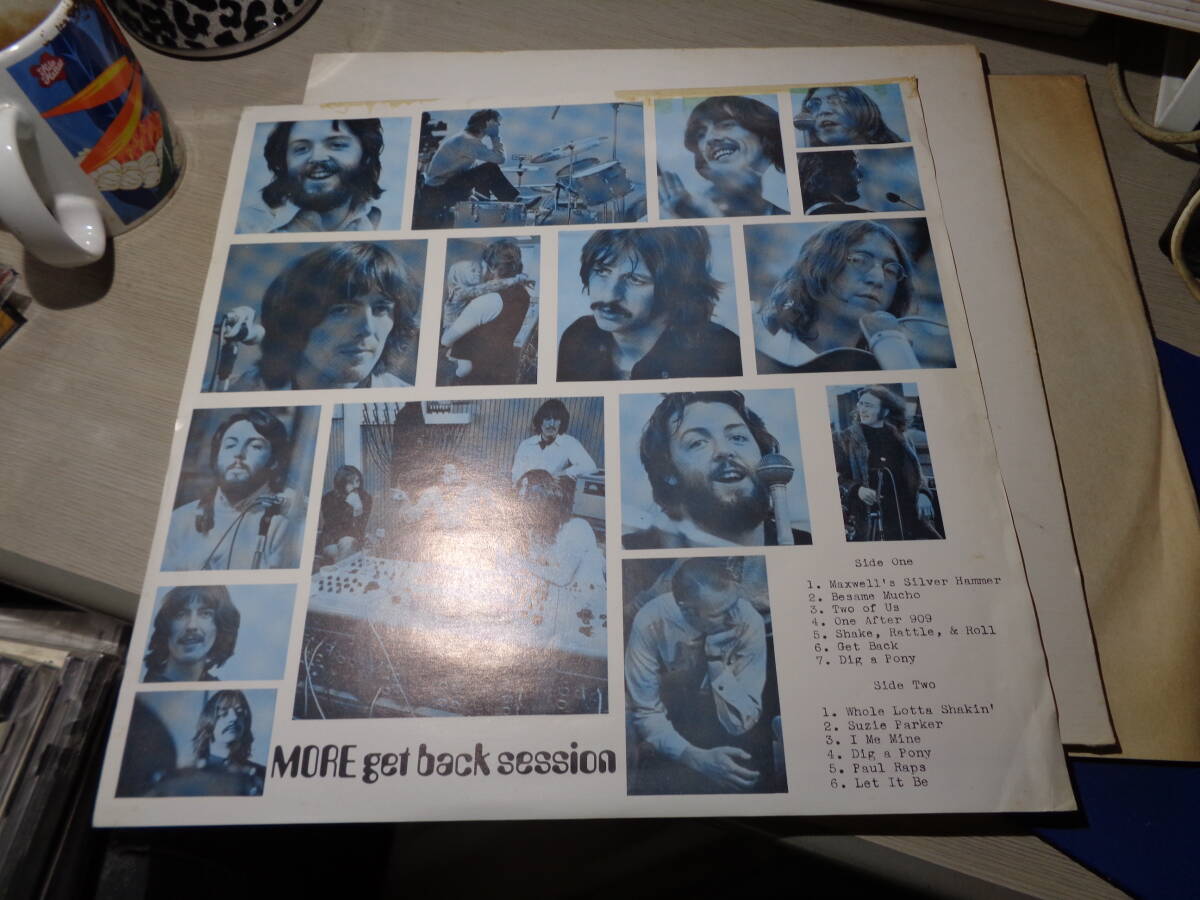 Side One
1. Maxwell's Silver Hammer
2. Besame Mucho
3. Two of Us
4. One After 909
5. Shake, Rattle, & Roll
6. Get Back
7. Dig a Pony
Side Two
1. Whole Lotta Shakin'
2. Suzie Parker
3. I Me Mine
4. Dig a Pony
5. Paul Raps
6. Let It Be
MORE get back session